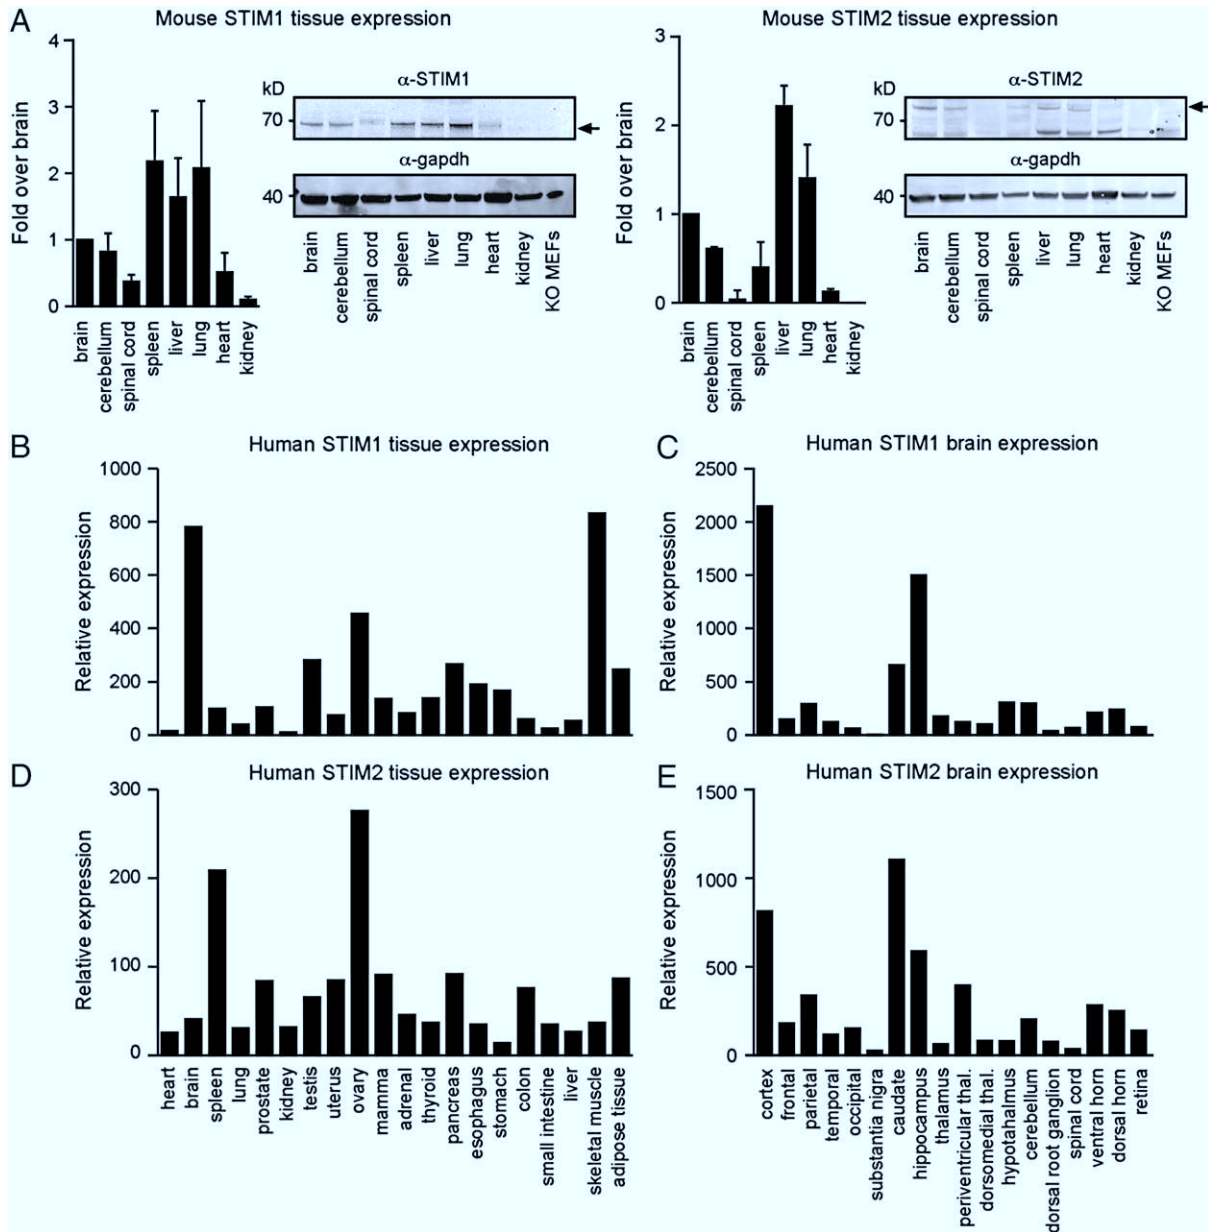 A
Mouse STIM1 tissue expression
Fold over brain
4
3
2
1
0
brain
cerebellum
spinal cord
spleen
liver
lung
heart
kidney
kD
α-STIM1
70
α-gapdh
40
brain
cerebellum
spinal cord
spleen
liver
lung
heart
kidney
KO MEFs
Mouse STIM2 tissue expression
Fold over brain
3
2
1
0
brain
cerebellum
spinal cord
spleen
liver
lung
heart
kidney
kD
α-STIM2
70
α-gapdh
40
brain
cerebellum
spinal cord
spleen
liver
lung
heart
kidney
KO MEFs
B
Human STIM1 tissue expression
Relative expression
1000
800
600
400
200
0
C
Human STIM1 brain expression
Relative expression
2500
2000
1500
1000
500
0
D
Human STIM2 tissue expression
Relative expression
300
200
100
0
heart
brain
spleen
lung
prostate
kidney
testis
uterus
ovary
mamma
adrenal
thyroid
pancreas
esophagus
stomach
colon
small intestine
liver
skeletal muscle
adipose tissue
E
Human STIM2 brain expression
Relative expression
1500
1000
500
0
cortex
frontal
parietal
temporal
occipital
substantia nigra
caudate
hippocampus
thalamus
periventricular thal.
dorsomedial thal.
hypotahalmus
cerebellum
dorsal root ganglion
spinal cord
ventral horn
dorsal horn
retina